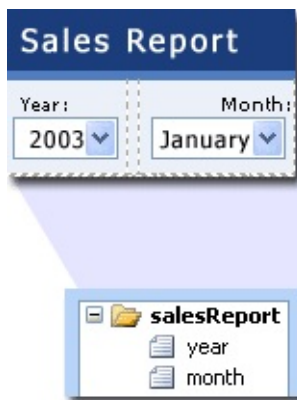 Sales Report
Year: Month:
2003 January
salesReport
year
month